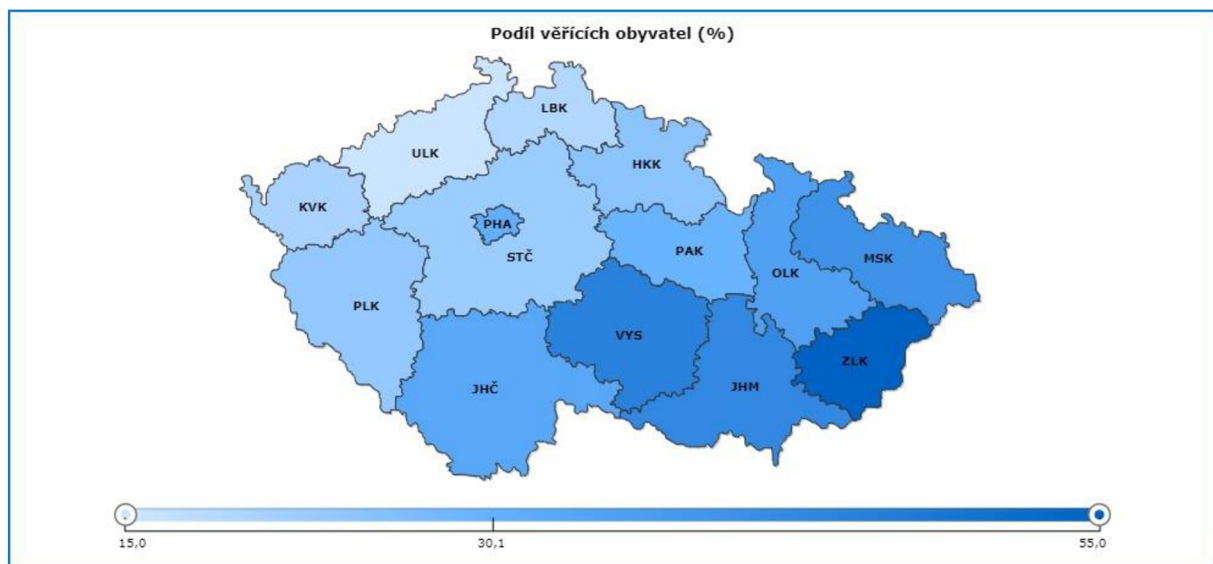 Podíl věřících obyvatel (%)
LBK
ULK
HKK
KVK
PHA
STČ
PAK
MSK
OLK
PLK
VYS
ZLK
JHČ
JHM
15,0
30,1
55,0